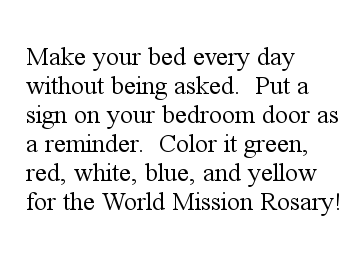 Make your bed every day
without being asked.  Put a
sign on your bedroom door as
a reminder.  Color it green,
red, white, blue, and yellow
for the World Mission Rosary!